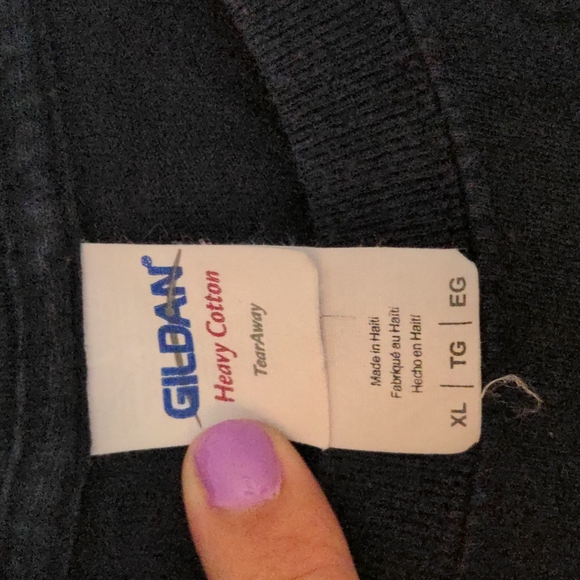 GILDAN®
Heavy Cotton
TearAway
Made in Haiti
Fabriqué au Haïti
Hecho en Haití
XL | TG | EG